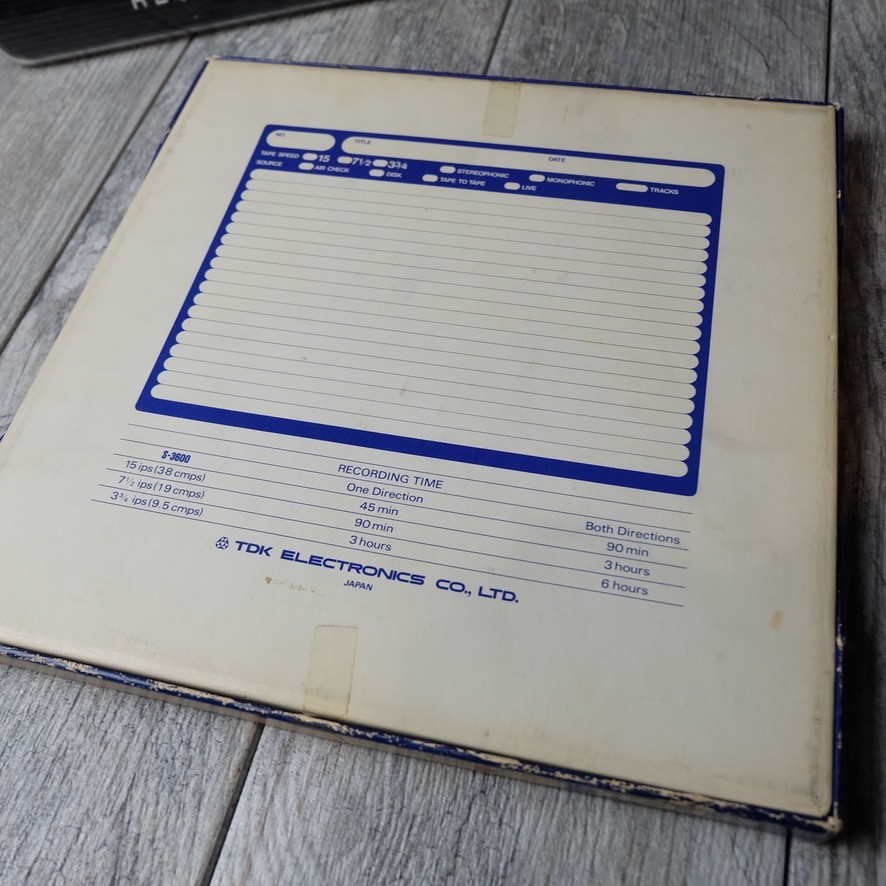 NO.
TITLE
DATE
TAPE SPEED 15 7½ 3¾ STEREOPHONIC MONOPHONIC TRACKS
SOURCE AIR CHECK DISK TAPE TO TAPE LIVE
S-3600 RECORDING TIME
One Direction Both Directions
15 ips (38 cmps) 45 min 90 min
7½ ips (19 cmps) 90 min 3 hours
3¾ ips (9.5 cmps) 3 hours 6 hours
TDK ELECTRONICS CO., LTD.
JAPAN